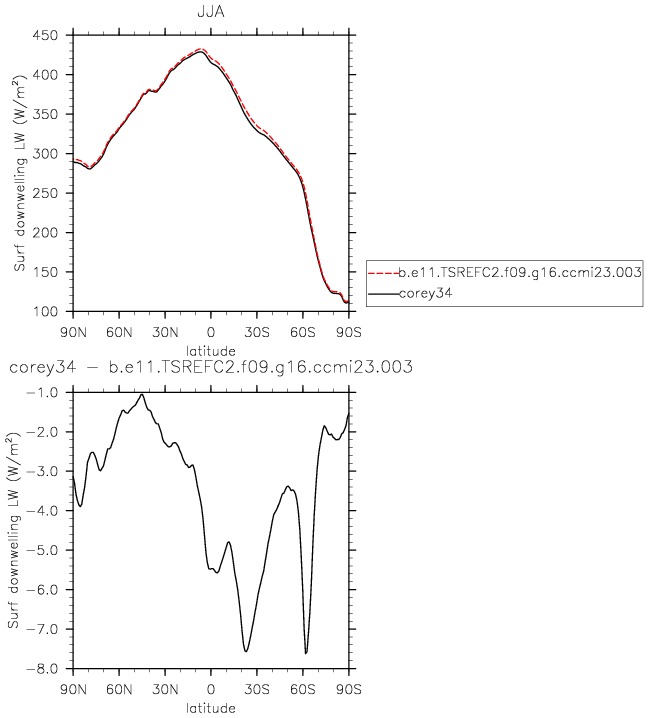 JJA
Surf downwelling LW (W/m²)
450
400
350
300
250
200
150
100
90N 60N 30N 0 30S 60S 90S
latitude
b.e11.TSREFC2.f09.g16.ccmi23.003
corey34
corey34 - b.e11.TSREFC2.f09.g16.ccmi23.003
Surf downwelling LW (W/m²)
-1.0
-2.0
-3.0
-4.0
-5.0
-6.0
-7.0
-8.0
90N 60N 30N 0 30S 60S 90S
latitude